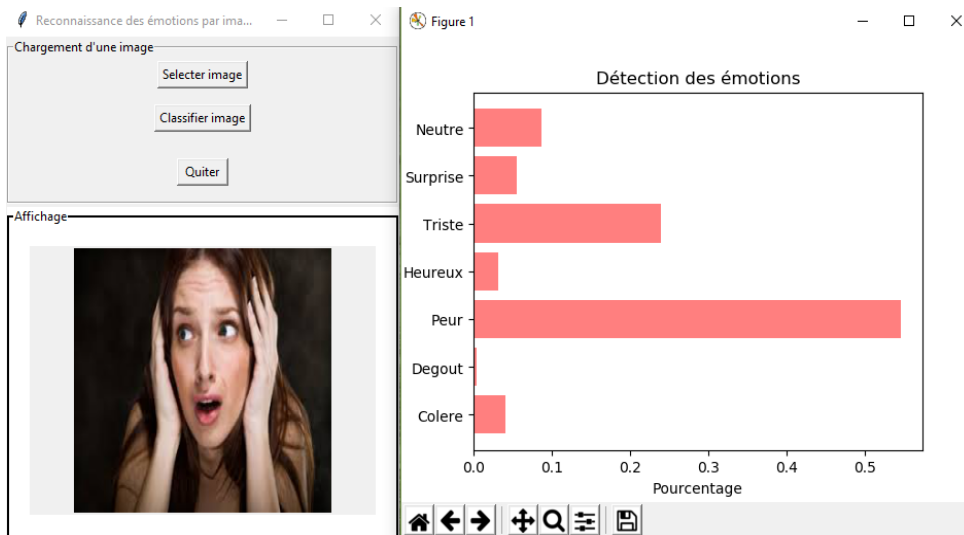 Reconnaissance des émotions par ima...
Chargement d'une image
Selecter image
Classifier image
Quiter
Affichage
Figure 1
Détection des émotions
Neutre
Surprise
Triste
Heureux
Peur
Degout
Colere
0.0 0.1 0.2 0.3 0.4 0.5
Pourcentage